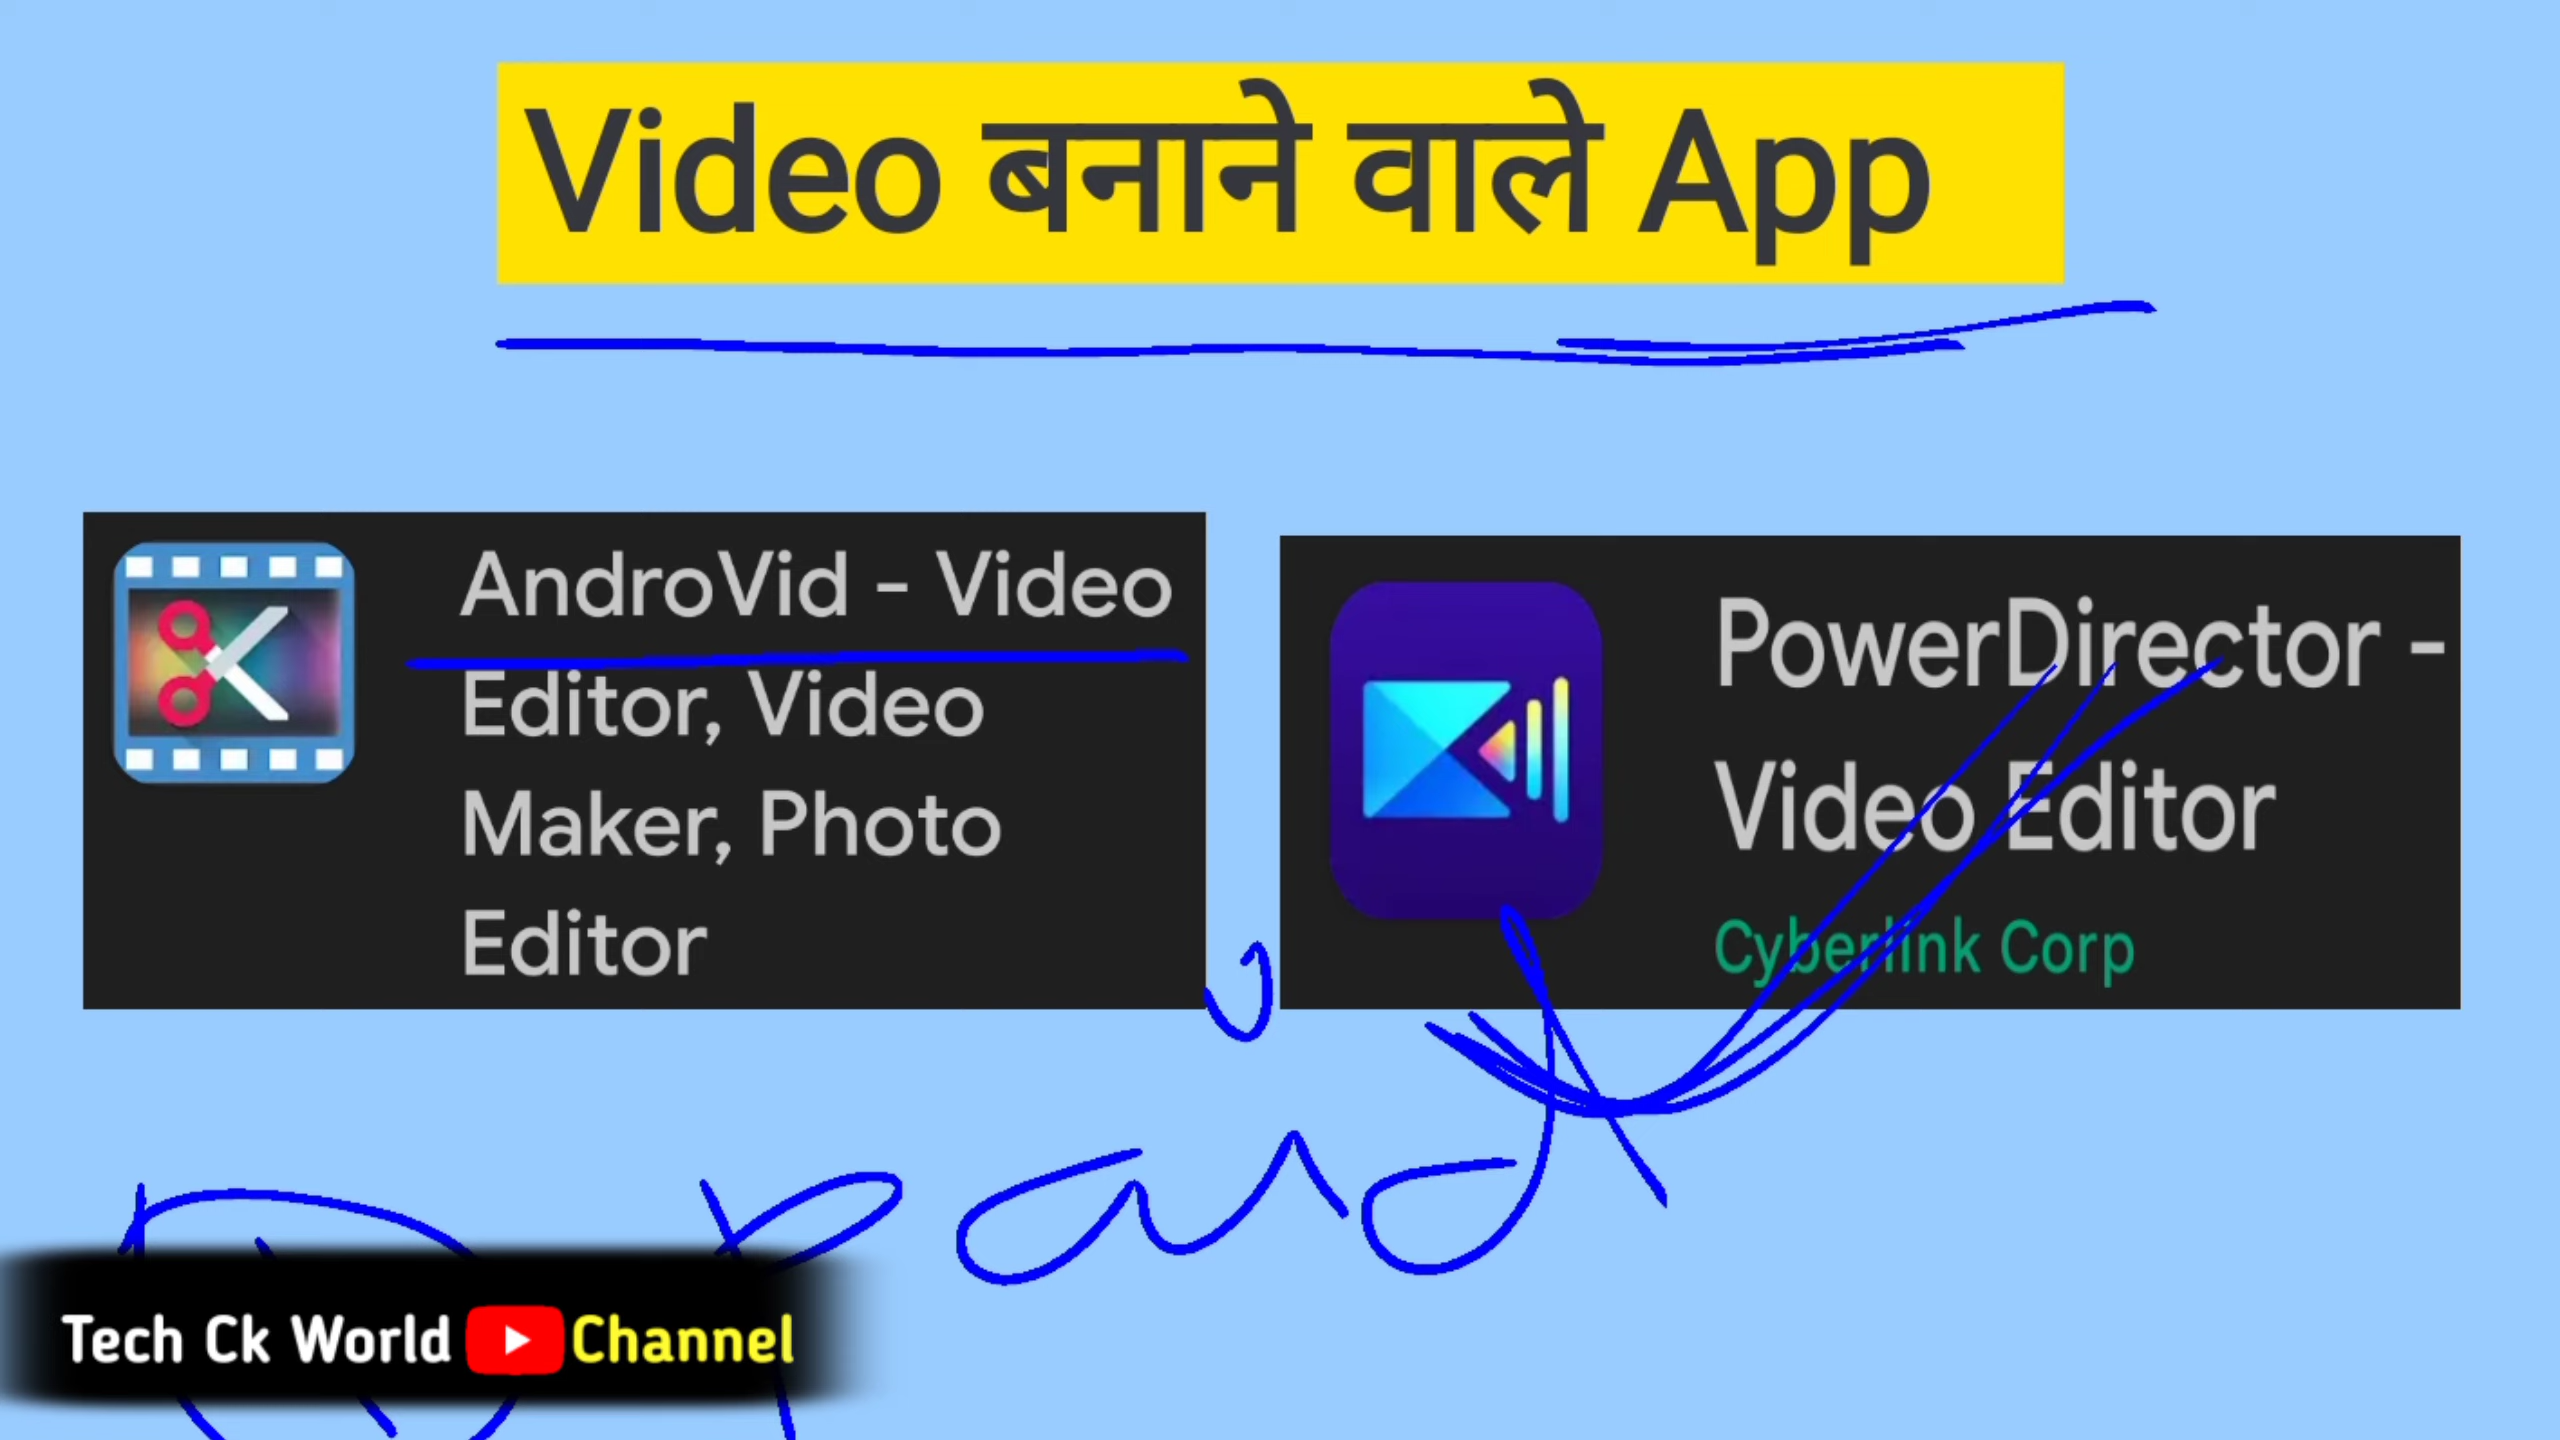 Video बनाने वाले App
AndroVid - Video
Editor, Video
Maker, Photo
Editor
PowerDirector -
Video Editor
Cyberlink Corp
paid
Tech Ck World Channel